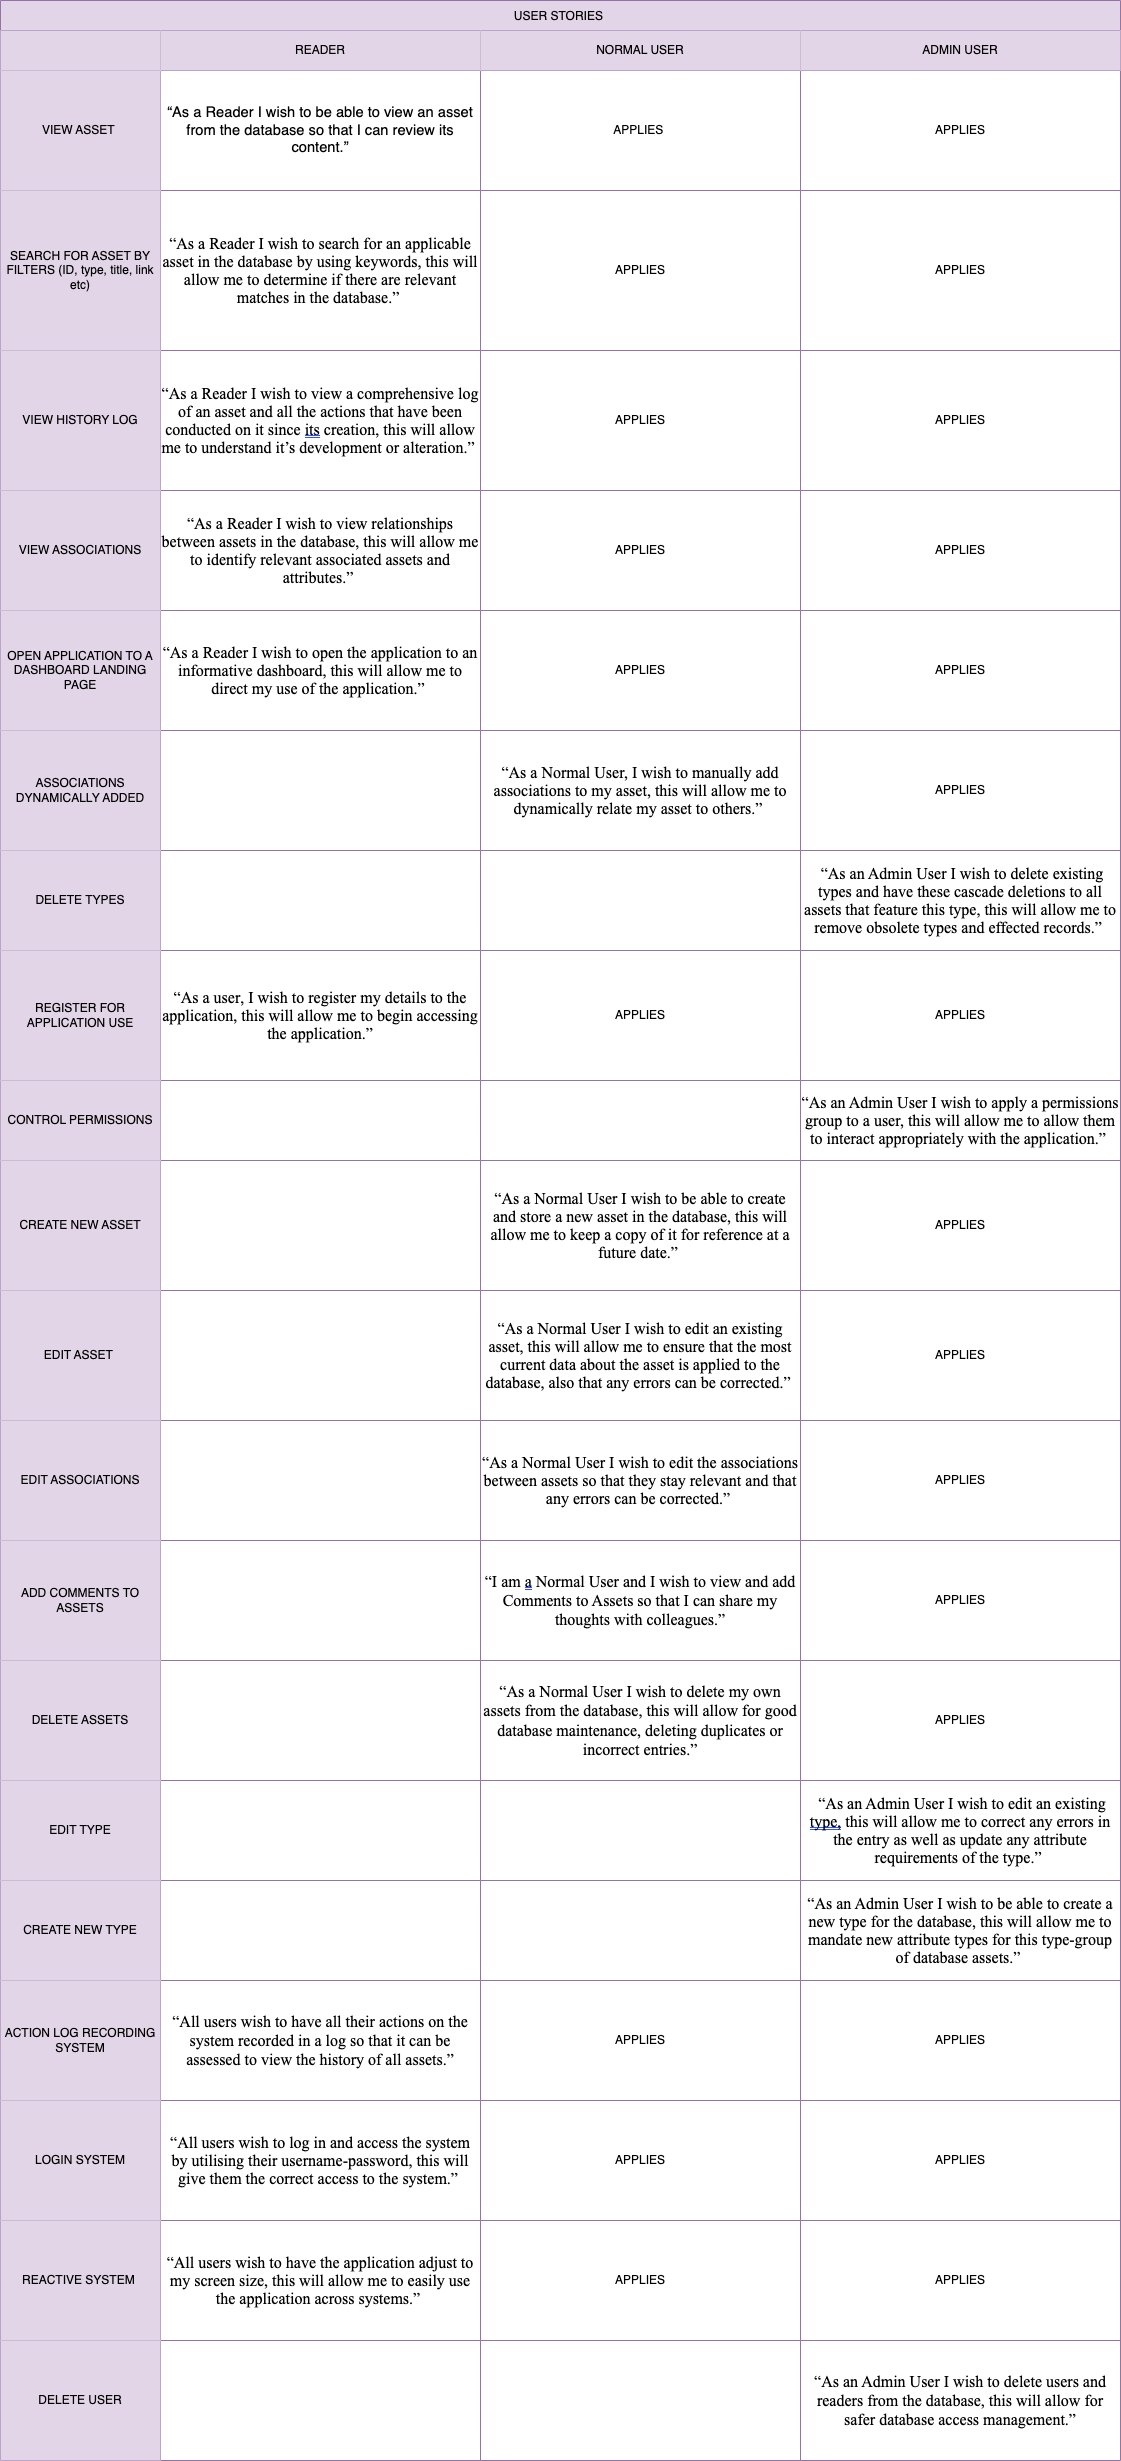 USER STORIES
READER
NORMAL USER
ADMIN USER
VIEW ASSET
“As a Reader I wish to be able to view an asset
from the database so that I can review its
content.”
APPLIES
APPLIES
SEARCH FOR ASSET BY
FILTERS (ID, type, title, link
etc)
“As a Reader I wish to search for an applicable
asset in the database by using keywords, this will
allow me to determine if there are relevant
matches in the database.”
APPLIES
APPLIES
VIEW HISTORY LOG
“As a Reader I wish to view a comprehensive log
of an asset and all the actions that have been
conducted on it since its creation, this will allow
me to understand it’s development or alteration.”
APPLIES
APPLIES
VIEW ASSOCIATIONS
“As a Reader I wish to view relationships
between assets in the database, this will allow me
to identify relevant associated assets and
attributes.”
APPLIES
APPLIES
OPEN APPLICATION TO A
DASHBOARD LANDING
PAGE
“As a Reader I wish to open the application to an
informative dashboard, this will allow me to
direct my use of the application.”
APPLIES
APPLIES
ASSOCIATIONS
DYNAMICALLY ADDED
“As a Normal User, I wish to manually add
associations to my asset, this will allow me to
dynamically relate my asset to others.”
APPLIES
DELETE TYPES
“As an Admin User I wish to delete existing
types and have these cascade deletions to all
assets that feature this type, this will allow me to
remove obsolete types and effected records.”
REGISTER FOR
APPLICATION USE
“As a user, I wish to register my details to the
application, this will allow me to begin accessing
the application.”
APPLIES
APPLIES
CONTROL PERMISSIONS
“As an Admin User I wish to apply a permissions
group to a user, this will allow me to allow them
to interact appropriately with the application.”
CREATE NEW ASSET
“As a Normal User I wish to be able to create
and store a new asset in the database, this will
allow me to keep a copy of it for reference at a
future date.”
APPLIES
EDIT ASSET
“As a Normal User I wish to edit an existing
asset, this will allow me to ensure that the most
current data about the asset is applied to the
database, also that any errors can be corrected.”
APPLIES
EDIT ASSOCIATIONS
“As a Normal User I wish to edit the associations
between assets so that they stay relevant and that
any errors can be corrected.”
APPLIES
ADD COMMENTS TO
ASSETS
“I am a Normal User and I wish to view and add
Comments to Assets so that I can share my
thoughts with colleagues.”
APPLIES
DELETE ASSETS
“As a Normal User I wish to delete my own
assets from the database, this will allow for good
database maintenance, deleting duplicates or
incorrect entries.”
APPLIES
EDIT TYPE
“As an Admin User I wish to edit an existing
type, this will allow me to correct any errors in
the entry as well as update any attribute
requirements of the type.”
CREATE NEW TYPE
“As an Admin User I wish to be able to create a
new type for the database, this will allow me to
mandate new attribute types for this type-group
of database assets.”
ACTION LOG RECORDING
SYSTEM
“All users wish to have all their actions on the
system recorded in a log so that it can be
assessed to view the history of all assets.”
APPLIES
APPLIES
LOGIN SYSTEM
“All users wish to log in and access the system
by utilising their username-password, this will
give them the correct access to the system.”
APPLIES
APPLIES
REACTIVE SYSTEM
“All users wish to have the application adjust to
my screen size, this will allow me to easily use
the application across systems.”
APPLIES
APPLIES
DELETE USER
“As an Admin User I wish to delete users and
readers from the database, this will allow for
safer database access management.”